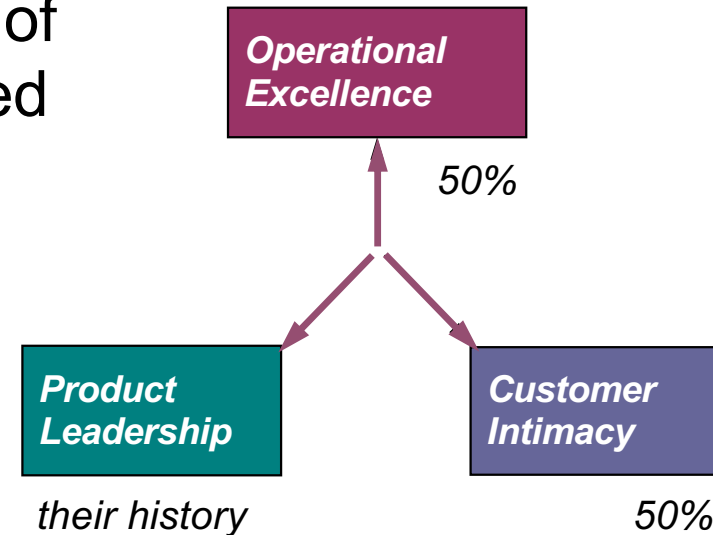 of
ed
Operational
Excellence
50%
Product
Leadership
Customer
Intimacy
their history
50%